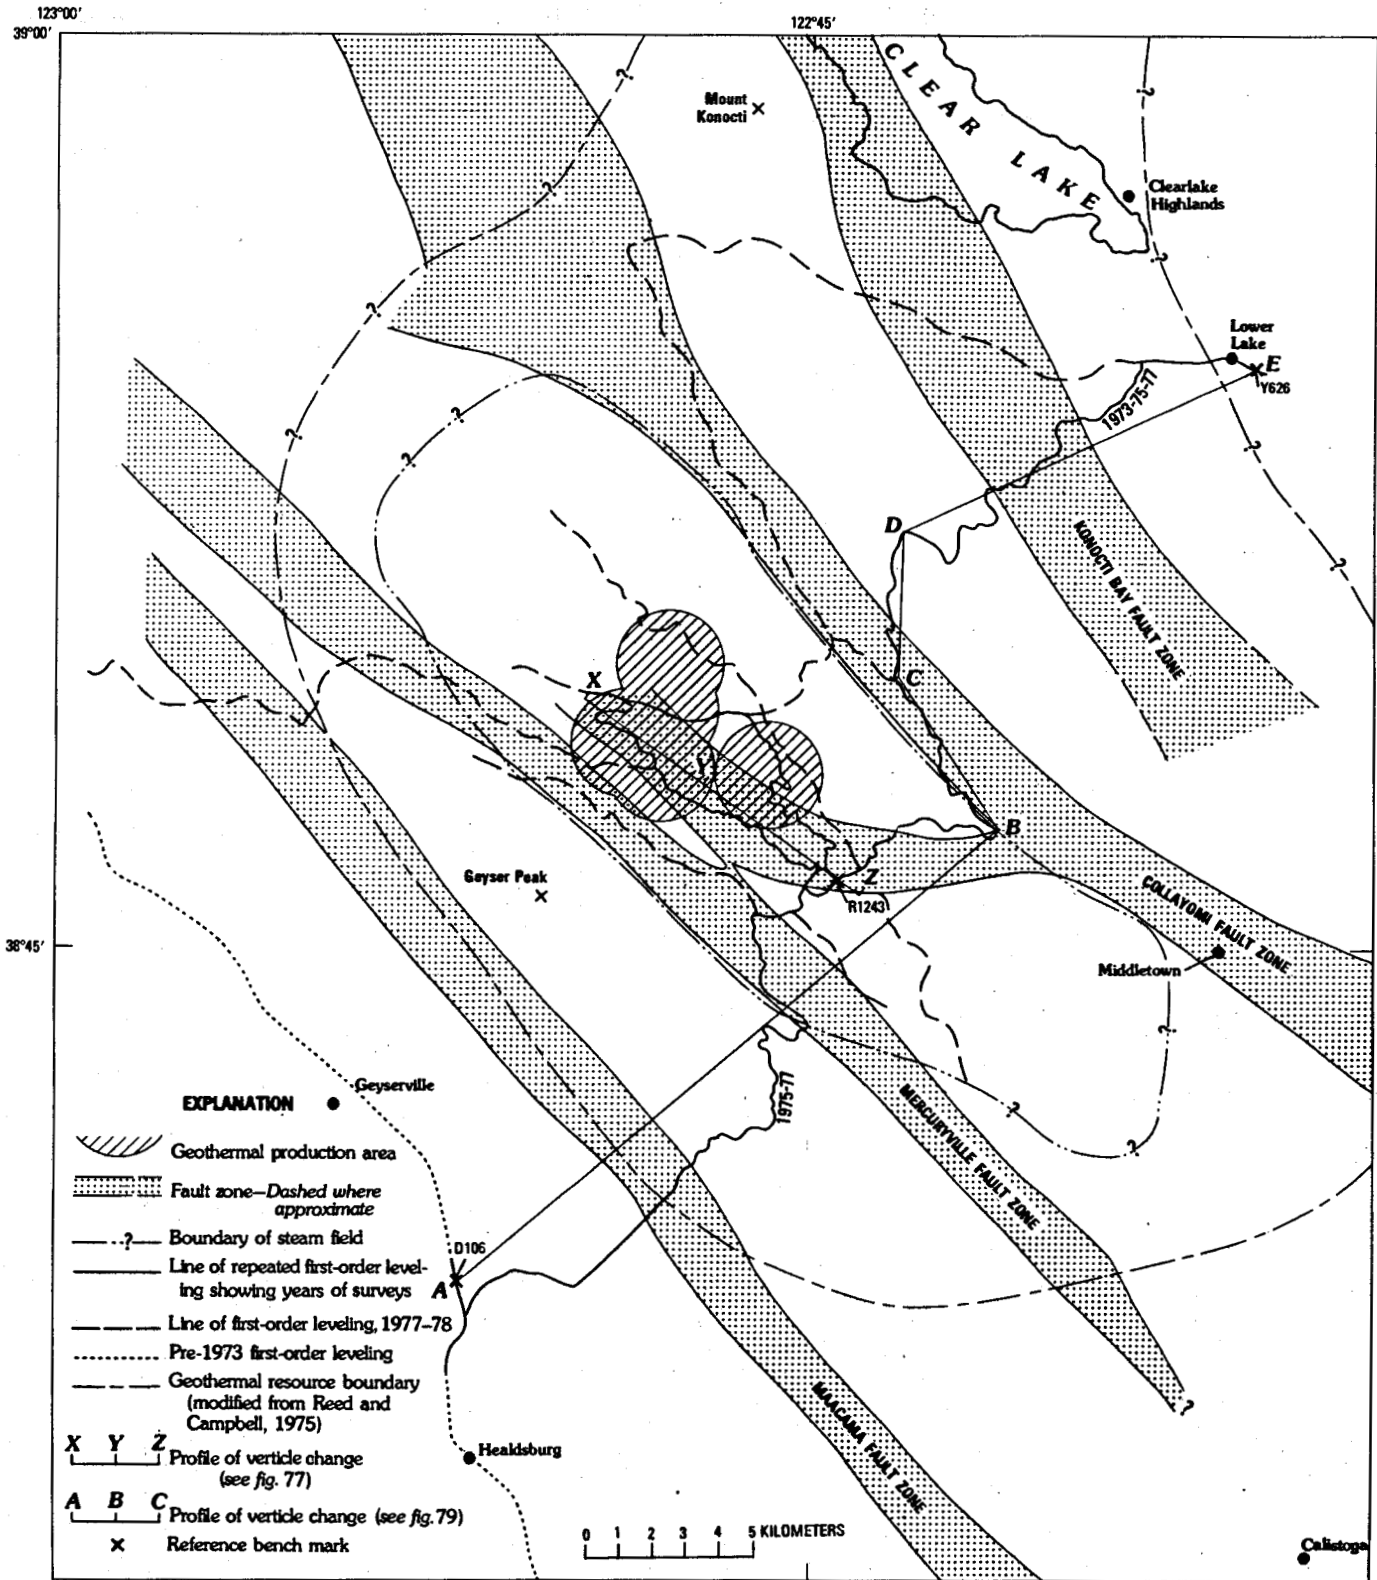 123°00'
39°00'
122°45'
CLEAR LAKE
Mount
Konocti
Clearlake
Highlands
Lower
Lake
E
Y626
1973-75-77
D
KONOCTI BAY FAULT ZONE
X
C
Y
B
Z
R1243
Geyser Peak
COLLAYOMI FAULT ZONE
38°45'
Middletown
Geyserville
1975-77
MERCURYVILLE FAULT ZONE
D106
A
MAACAMA FAULT ZONE
Healdsburg
Calistoga
EXPLANATION
Geothermal production area
Fault zone—Dashed where
approximate
?
Boundary of steam field
Line of repeated first-order level-
ing showing years of surveys
Line of first-order leveling, 1977–78
Pre-1973 first-order leveling
Geothermal resource boundary
(modified from Reed and
Campbell, 1975)
X Y Z
Profile of verticle change
(see fig. 77)
A B C
Profile of verticle change (see fig. 79)
Reference bench mark
0 1 2 3 4 5 KILOMETERS